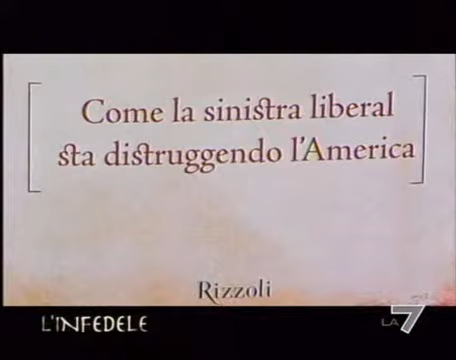 Come la sinistra liberal
sta distruggendo l'America
Rizzoli
L'INFEDELE
LA7